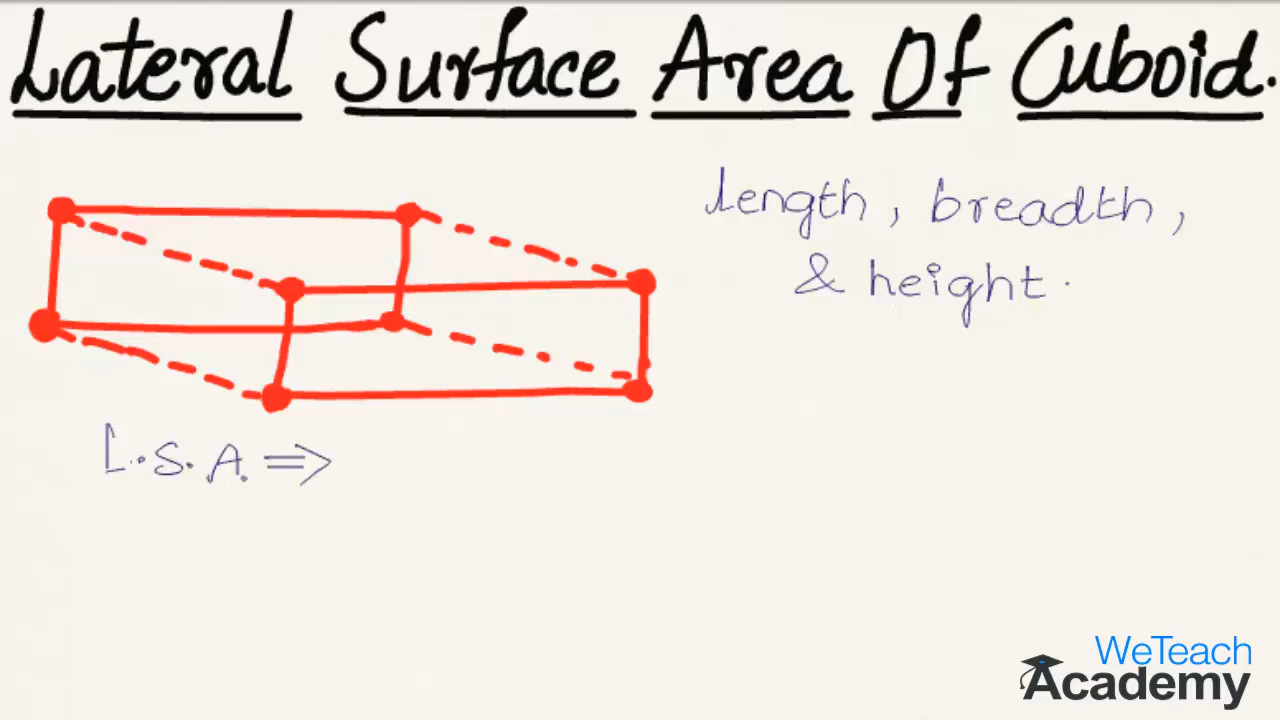 Lateral Surface Area Of Cuboid.
length, breadth,
& height.
L.S.A. ⇒
WeTeach
Academy